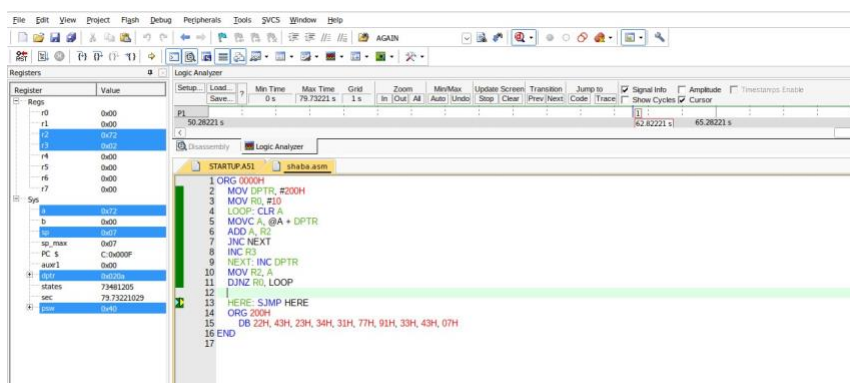 File Edit View Project Flash Debug Peripherals Tools SVCS Window Help
AGAIN
RST
Registers
Logic Analyzer
Register Value
Setup... Load... Save... ? Min Time 0 s Max Time 79.73221 s Grid 1 s Zoom In Out All Min/Max Auto Undo Update Screen Stop Clear Transition Prev Next Jump to Code Trace Signal Info Show Cycles Amplitude Cursor Timestamps Enable
Regs
r0 0x00
r1 0x00
r2 0x72
r3 0x02
r4 0x00
r5 0x00
r6 0x00
r7 0x00
Sys
a 0x72
b 0x00
sp 0x07
sp_max 0x07
PC $ C:0x000F
auxr1 0x00
dptr 0x020a
states 73481205
sec 79.73221029
psw 0x40
P1
1
50.28221 s 62.82221 s 65.28221 s
Disassembly Logic Analyzer
STARTUP.A51 shaba.asm
1 ORG 0000H
2 MOV DPTR, #200H
3 MOV R0, #10
4 LOOP: CLR A
5 MOVC A, @A + DPTR
6 ADD A, R2
7 JNC NEXT
8 INC R3
9 NEXT: INC DPTR
10 MOV R2, A
11 DJNZ R0, LOOP
12
13 HERE: SJMP HERE
14 ORG 200H
15 DB 22H, 43H, 23H, 34H, 31H, 77H, 91H, 33H, 43H, 07H
16 END
17